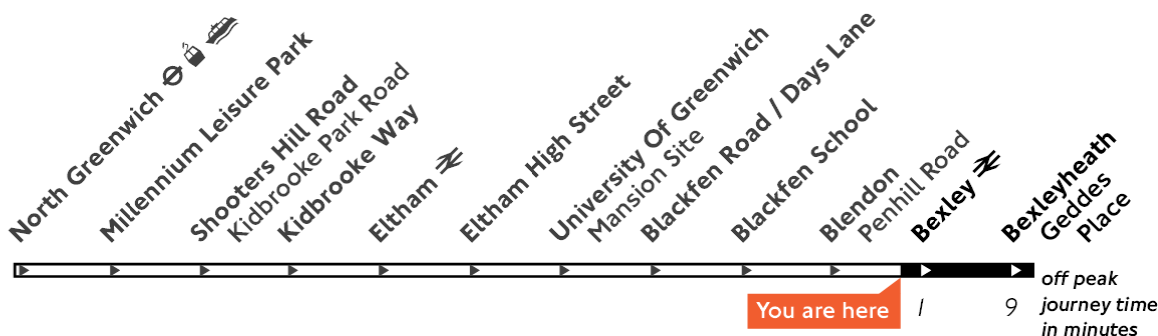 North Greenwich
Millennium Leisure Park
Shooters Hill Road
Kidbrooke Park Road
Kidbrooke Way
Eltham
Eltham High Street
University Of Greenwich
Mansion Site
Blackfen Road / Days Lane
Blackfen School
Blendon
Penhill Road
Bexley
Bexleyheath
Geddes
Place
You are here
1
9
off peak
journey time
in minutes